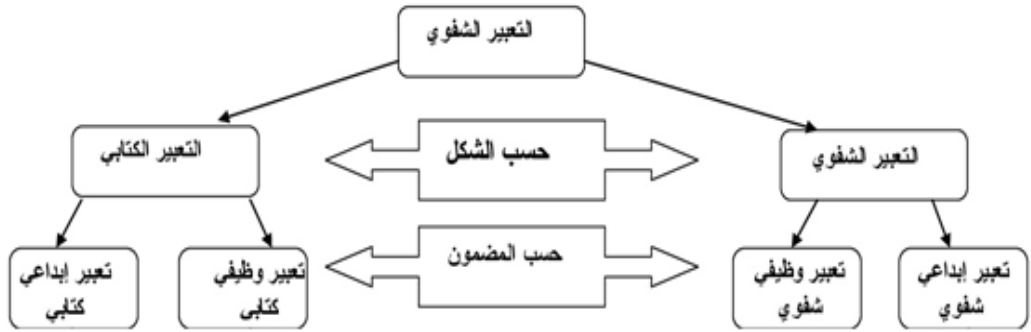 التعبير الشفوي
التعبير الشفوي
حسب الشكل
التعبير الكتابي
تعبير إبداعي
شفوي
تعبير وظيفي
شفوي
حسب المضمون
تعبير وظيفي
كتابي
تعبير إبداعي
كتابي